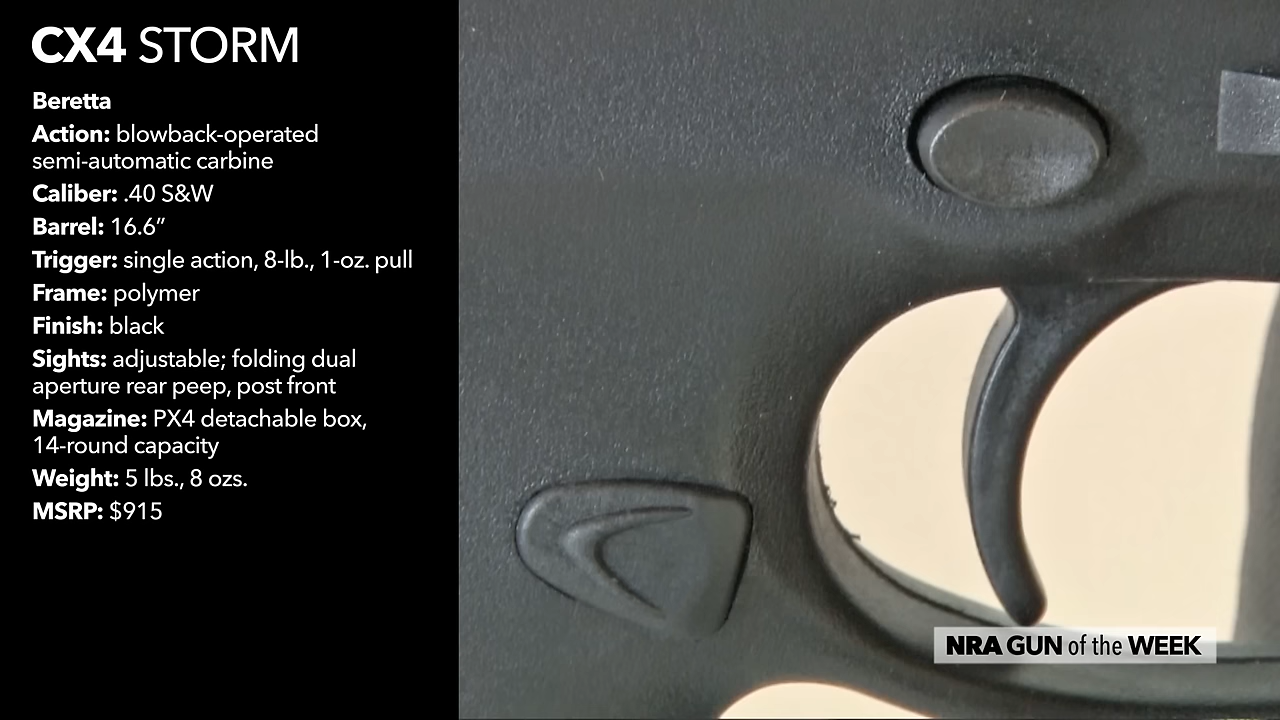 CX4 STORM
Beretta
Action: blowback-operated
semi-automatic carbine
Caliber: .40 S&W
Barrel: 16.6”
Trigger: single action, 8-lb., 1-oz. pull
Frame: polymer
Finish: black
Sights: adjustable; folding dual
aperture rear peep, post front
Magazine: PX4 detachable box,
14-round capacity
Weight: 5 lbs., 8 ozs.
MSRP: $915
NRA GUN of the WEEK